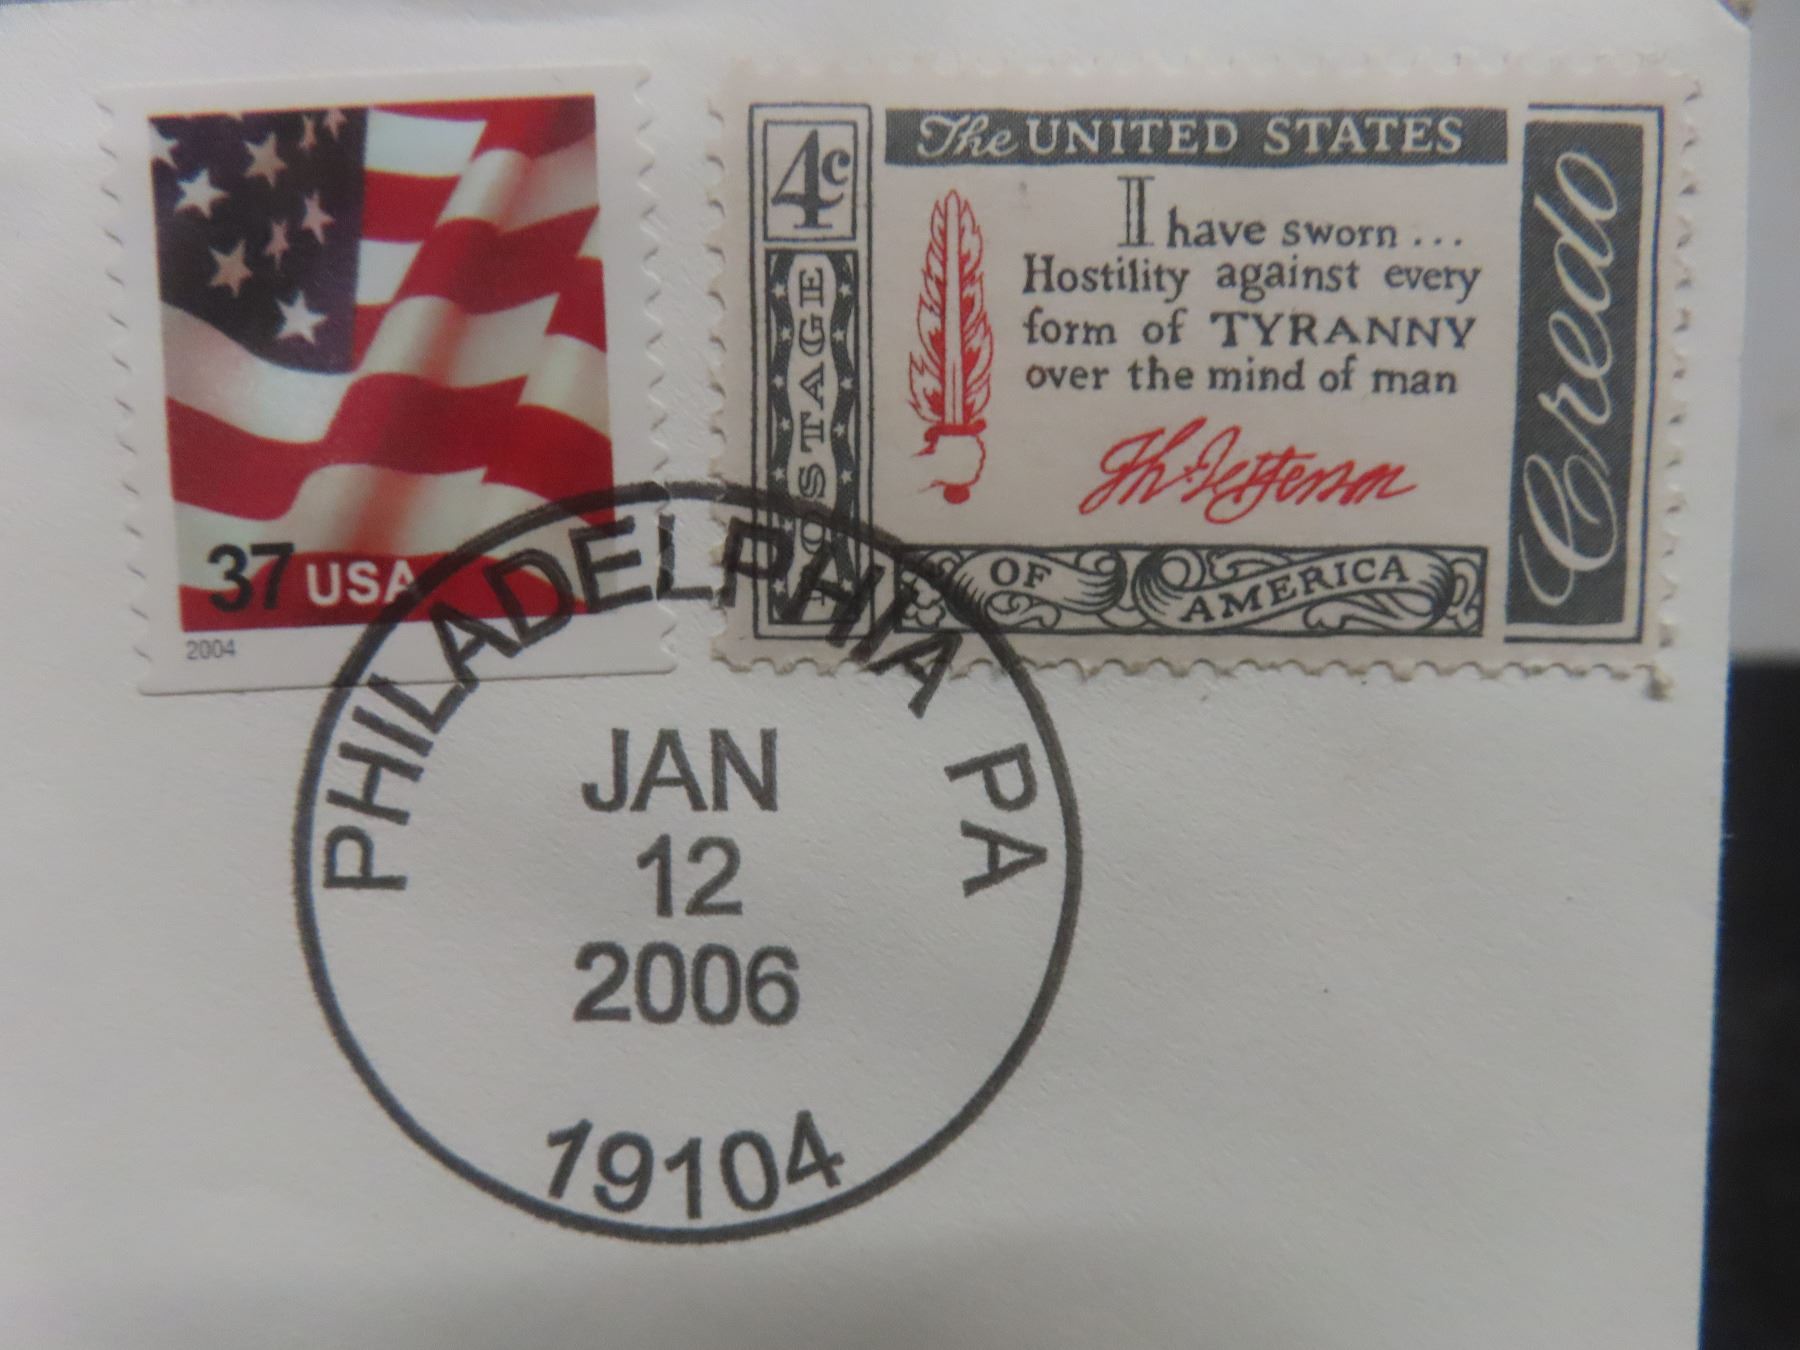 37 USA
2004
4c
POSTAGE
The UNITED STATES
I have sworn...
Hostility against every
form of TYRANNY
over the mind of man
Th. Jefferson
OF AMERICA
Credo
PHILADELPHIA PA
JAN
12
2006
19104